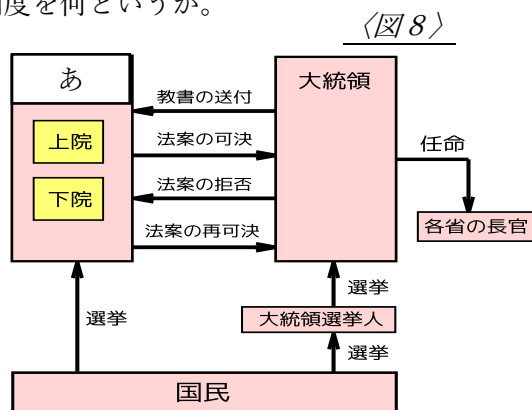 制度を何というか。
〈図8〉
あ
上院
下院
教書の送付
法案の可決
法案の拒否
法案の再可決
大統領
任命
各省の長官
選挙
選挙
大統領選挙人
選挙
国民